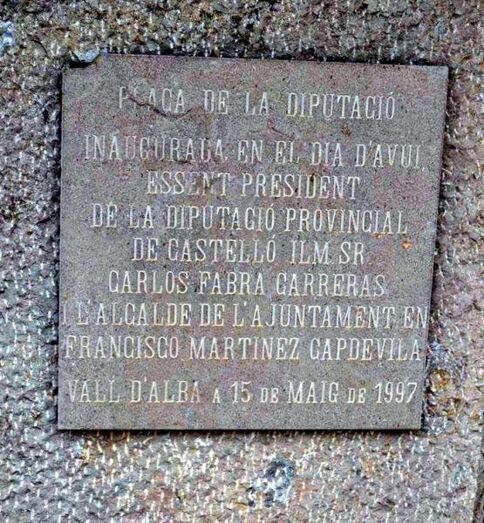 PLAÇA DE LA DIPUTACIÓ
INAUGURADA EN EL DIA D'AVUI,
ESSENT PRESIDENT
DE LA DIPUTACIÓ PROVINCIAL
DE CASTELLÓ ILM. SR
CARLOS FABRA CARRERAS
I L'ALCALDE DE L'AJUNTAMENT EN
FRANCISCO MARTINEZ CAPDEVILA
VALL D'ALBA A 15 DE MAIG DE 1997